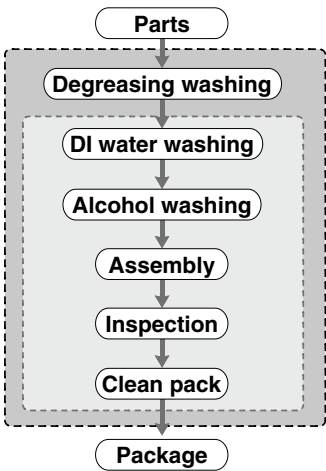 Parts
Degreasing washing
DI water washing
Alcohol washing
Assembly
Inspection
Clean pack
Package